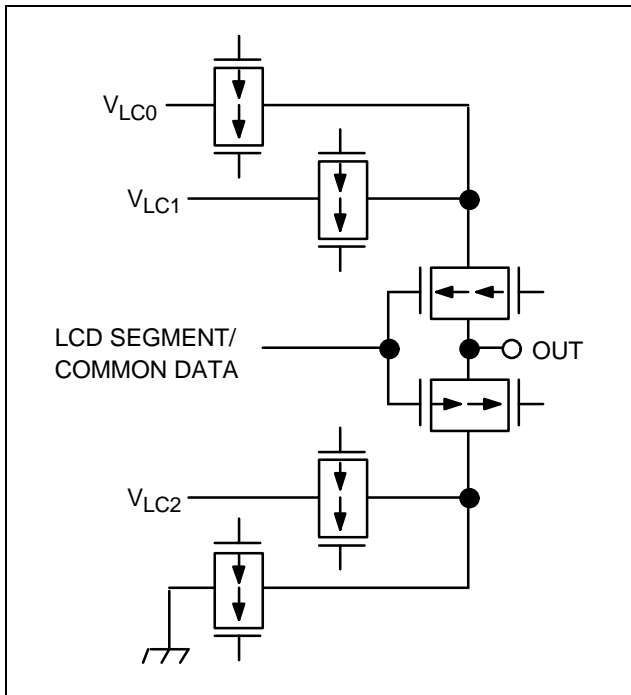 VLC0
VLC1
LCD SEGMENT/
COMMON DATA
OUT
VLC2